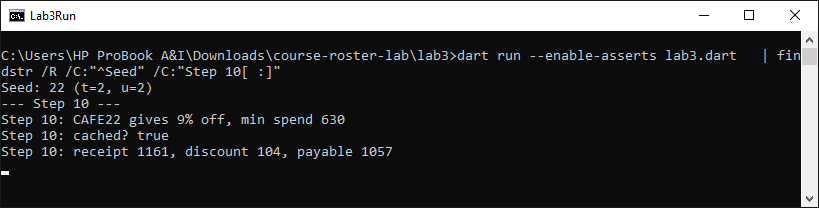 Lab3Run
C:\Users\HP ProBook A&I\Downloads\course-roster-lab\lab3>dart run --enable-asserts lab3.dart   | fin
dstr /R /C:"^Seed" /C:"Step 10[ :]"
Seed: 22 (t=2, u=2)
--- Step 10 ---
Step 10: CAFE22 gives 9% off, min spend 630
Step 10: cached? true
Step 10: receipt 1161, discount 104, payable 1057